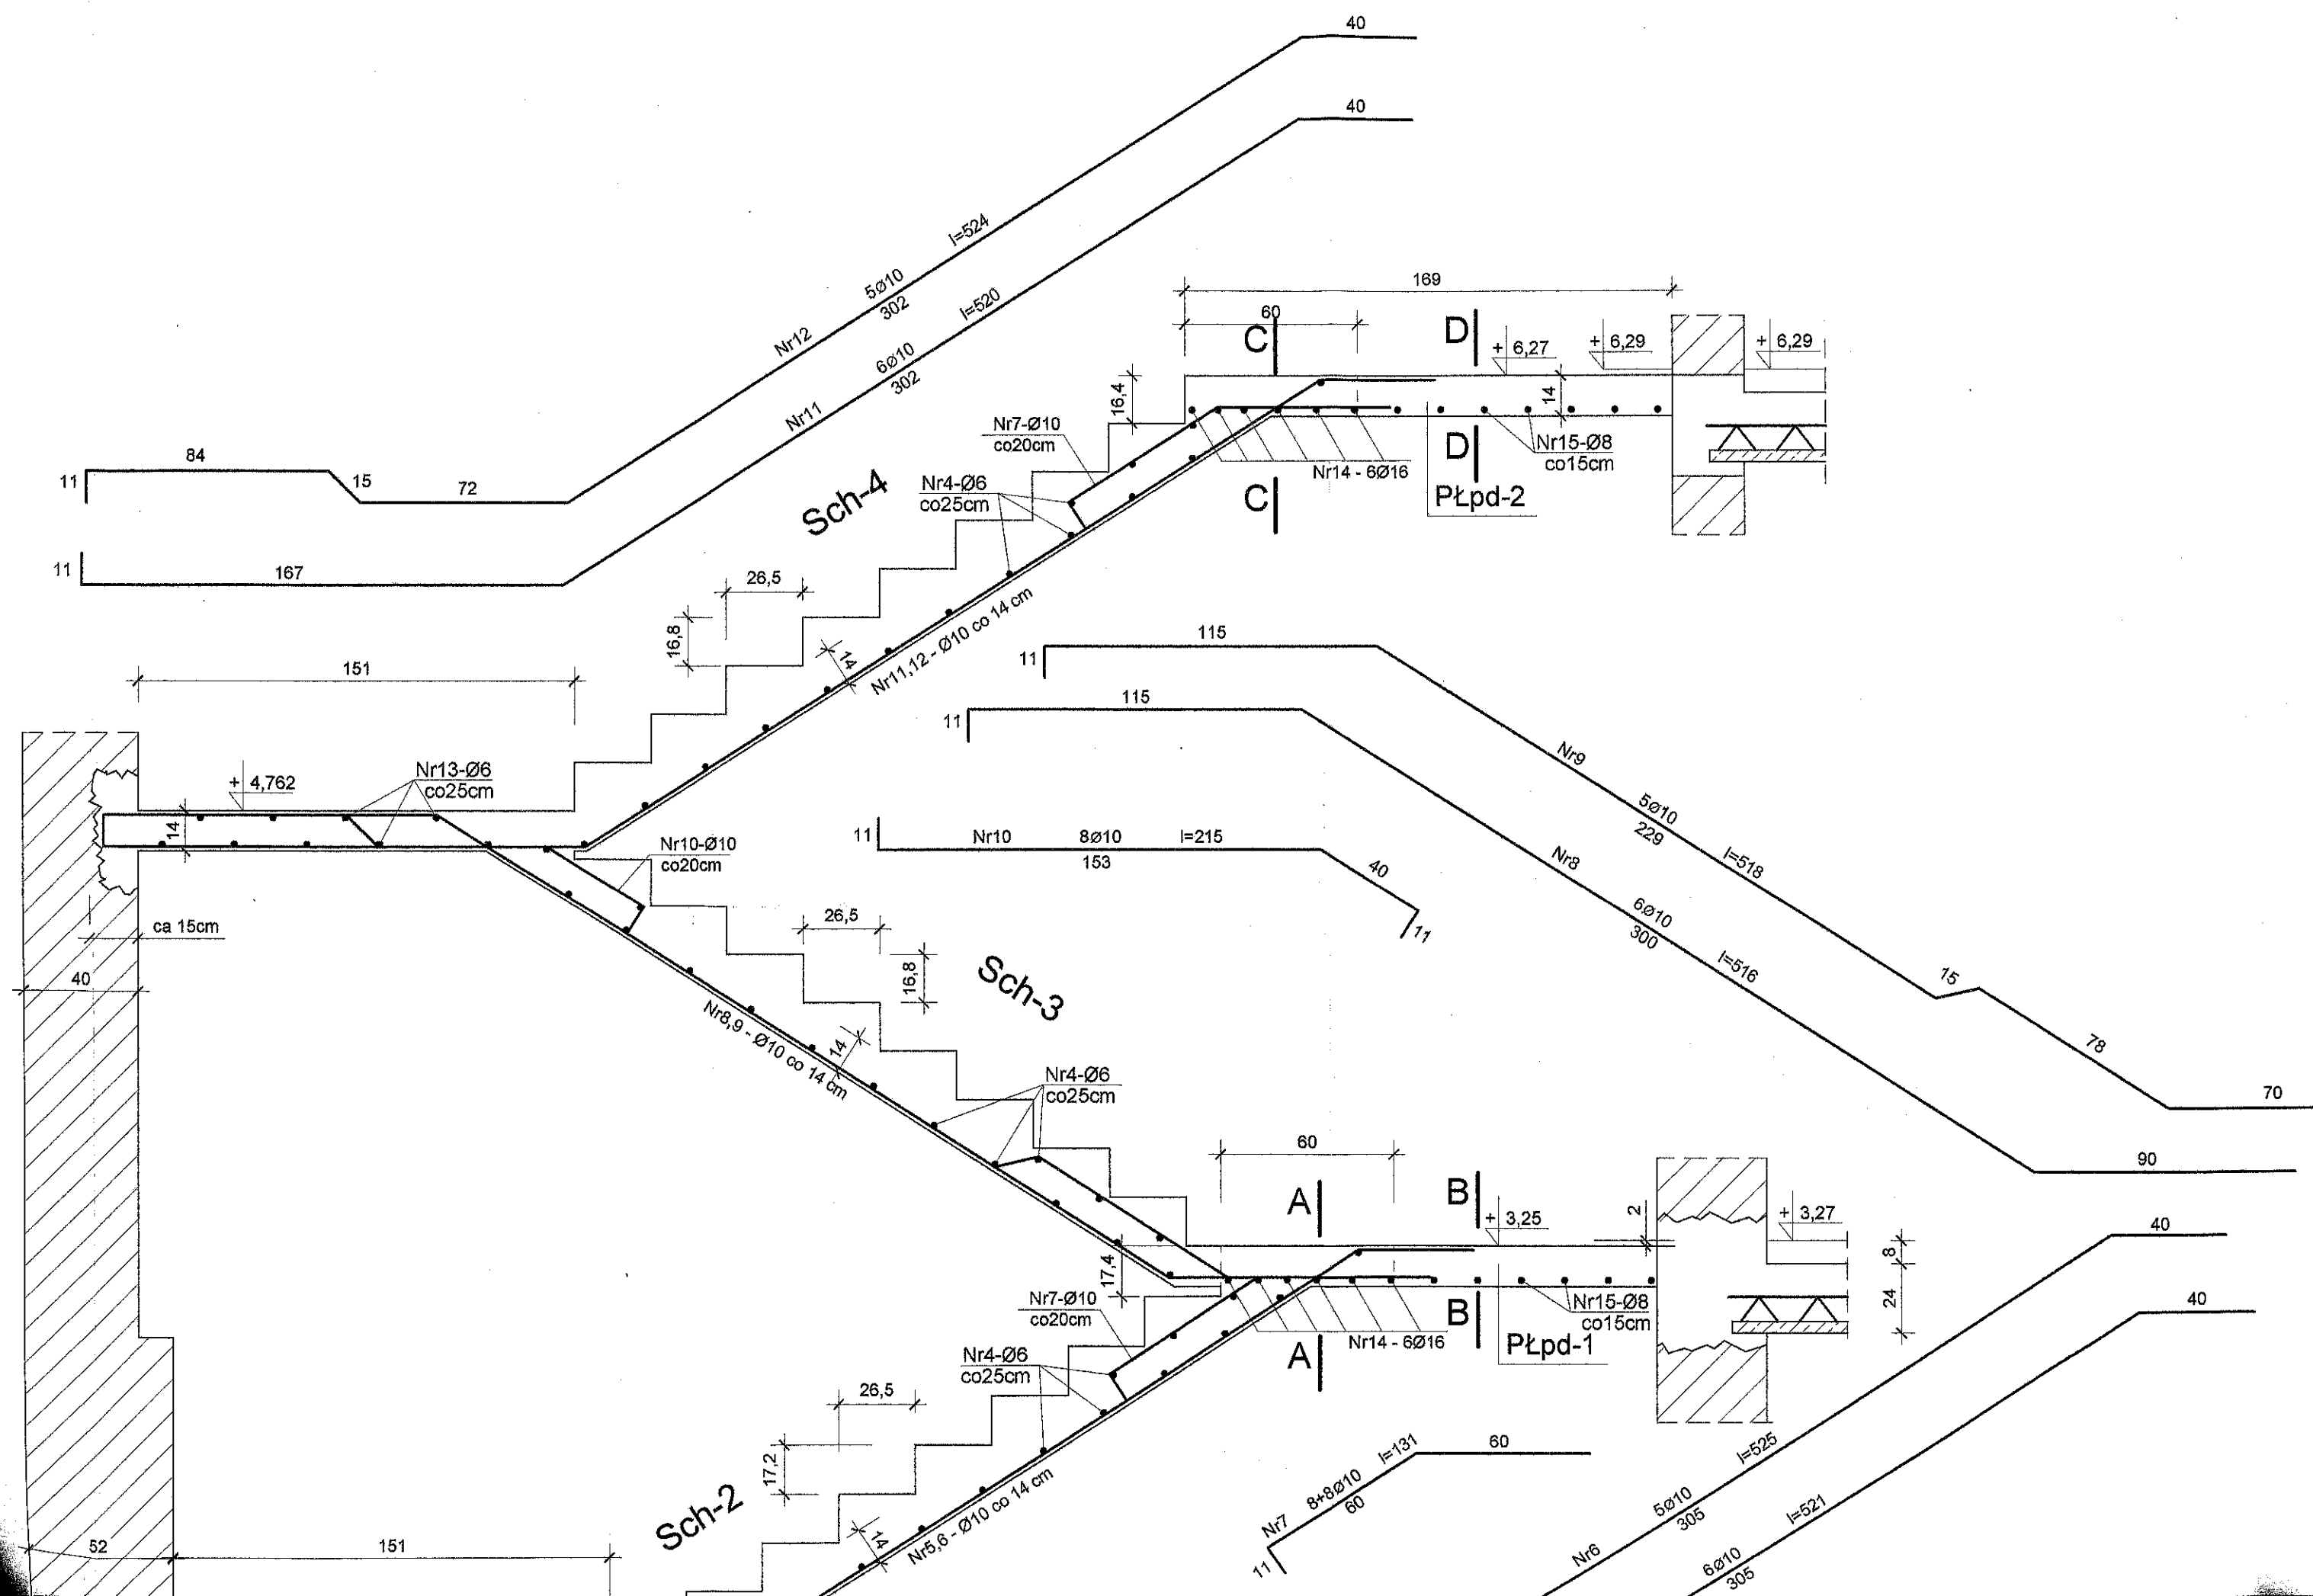 40
40
l=524
5ø10
302
Nr12
l=520
6ø10
302
Nr11
84
11
15
72
11
167
169
60
C
D
+ 6,27
+ 6,29
+ 6,29
16,4
14
Nr7-Ø10
co20cm
D
Nr15-Ø8
co15cm
Nr14 - 6Ø16
Nr4-Ø6
co25cm
C
PŁpd-2
Sch-4
26,5
16,8
14
Nr11,12 - Ø10 co 14 cm
151
115
11
115
11
Nr9
5ø10
229
l=518
Nr8
6ø10
300
l=516
15
78
70
90
+ 4,762
Nr13-Ø6
co25cm
14
Nr10-Ø10
co20cm
11
Nr10
8ø10
l=215
153
40
11
ca 15cm
40
26,5
16,8
Sch-3
Nr8,9 - Ø10 co 14 cm
14
Nr4-Ø6
co25cm
60
A
B
+ 3,25
2
+ 3,27
8
24
17,4
Nr7-Ø10
co20cm
Nr15-Ø8
co15cm
B
Nr14 - 6Ø16
A
PŁpd-1
Nr4-Ø6
co25cm
26,5
17,2
Sch-2
14
Nr5,6 - Ø10 co 14 cm
52
151
60
l=131
8+8ø10
60
Nr7
11
40
40
l=525
5ø10
305
Nr6
l=521
6ø10
305